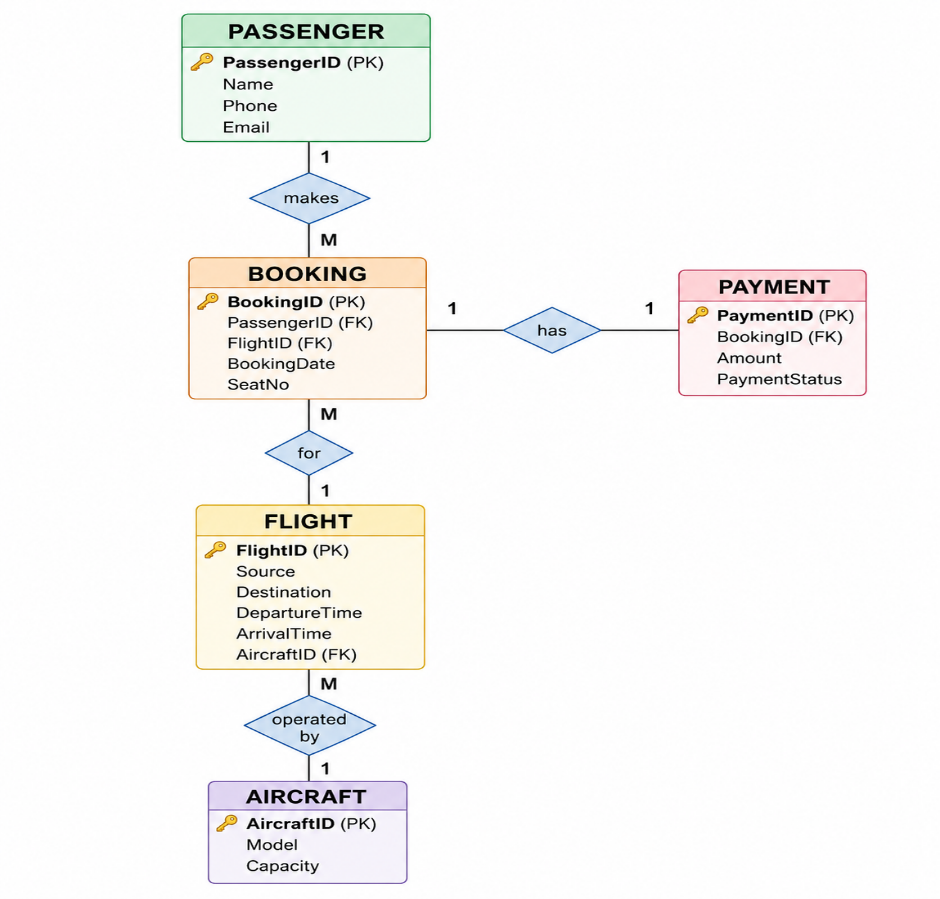 PASSENGER
PassengerID (PK)
Name
Phone
Email
1
makes
M
BOOKING
BookingID (PK)
PassengerID (FK)
FlightID (FK)
BookingDate
SeatNo
1
has
1
PAYMENT
PaymentID (PK)
BookingID (FK)
Amount
PaymentStatus
M
for
1
FLIGHT
FlightID (PK)
Source
Destination
DepartureTime
ArrivalTime
AircraftID (FK)
M
operated
by
1
AIRCRAFT
AircraftID (PK)
Model
Capacity